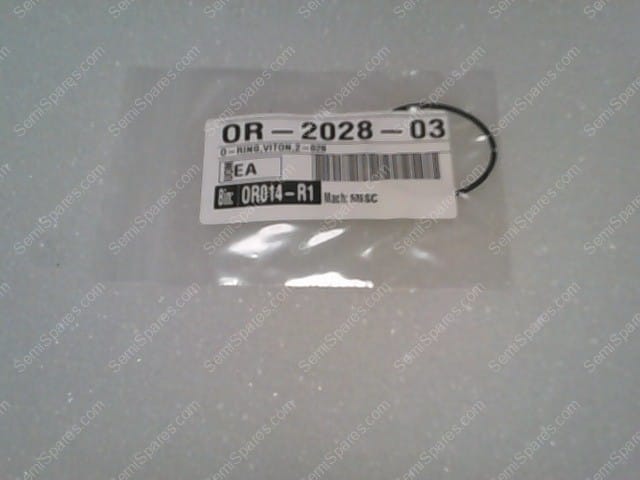 OR-2028-03
O-RING,VITON,2-028
EA
Bin: OR014-R1 Mach: MISC
SemiSpares.com